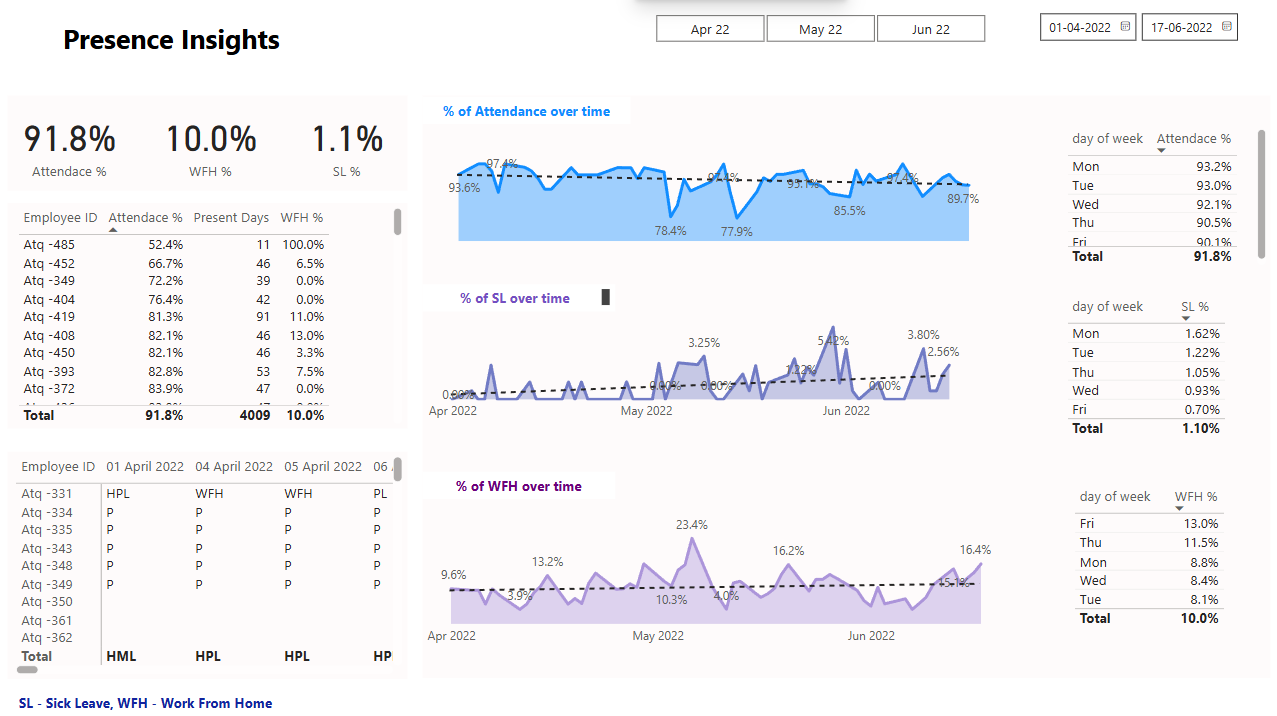 Presence Insights
Apr 22
May 22
Jun 22
01-04-2022
17-06-2022
91.8%
10.0%
1.1%
Attendace %
WFH %
SL %
Employee ID Attendace % Present Days WFH %
Atq -485 52.4% 11 100.0%
Atq -452 66.7% 46 6.5%
Atq -349 72.2% 39 0.0%
Atq -404 76.4% 42 0.0%
Atq -419 81.3% 91 11.0%
Atq -408 82.1% 46 13.0%
Atq -450 82.1% 46 3.3%
Atq -393 82.8% 53 7.5%
Atq -372 83.9% 47 0.0%
Total 91.8% 4009 10.0%
Employee ID 01 April 2022 04 April 2022 05 April 2022 06
Atq -331 HPL WFH WFH PL
Atq -334 P P P P
Atq -335 P P P P
Atq -343 P P P P
Atq -348 P P P P
Atq -349 P P P P
Atq -350
Atq -361
Atq -362
Total HML HPL HPL HP
% of Attendance over time
97.4%
93.6%
78.4%
97.4%
77.9%
95.1%
85.5%
97.4%
89.7%
% of SL over time
0.00%
0.00%
3.25%
0.00%
1.22%
5.42%
0.00%
3.80%
2.56%
Apr 2022
May 2022
Jun 2022
% of WFH over time
9.6%
3.9%
13.2%
10.3%
23.4%
4.0%
16.2%
15.1%
16.4%
Apr 2022
May 2022
Jun 2022
day of week Attendace %
Mon 93.2%
Tue 93.0%
Wed 92.1%
Thu 90.5%
Fri 90.1%
Total 91.8%
day of week SL %
Mon 1.62%
Tue 1.22%
Thu 1.05%
Wed 0.93%
Fri 0.70%
Total 1.10%
day of week WFH %
Fri 13.0%
Thu 11.5%
Mon 8.8%
Wed 8.4%
Tue 8.1%
Total 10.0%
SL - Sick Leave, WFH - Work From Home